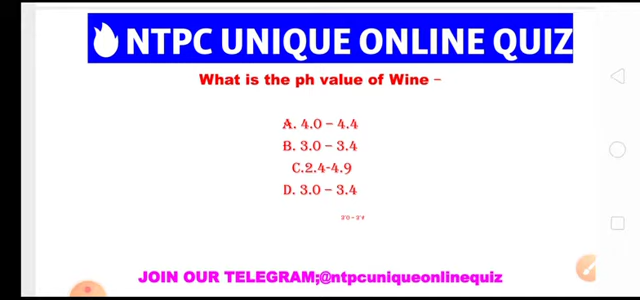 NTPC UNIQUE ONLINE QUIZ
What is the ph value of Wine –
A. 4.0 – 4.4
B. 3.0 – 3.4
C.2.4-4.9
D. 3.0 – 3.4
JOIN OUR TELEGRAM;@ntpcuniqueonlinequiz